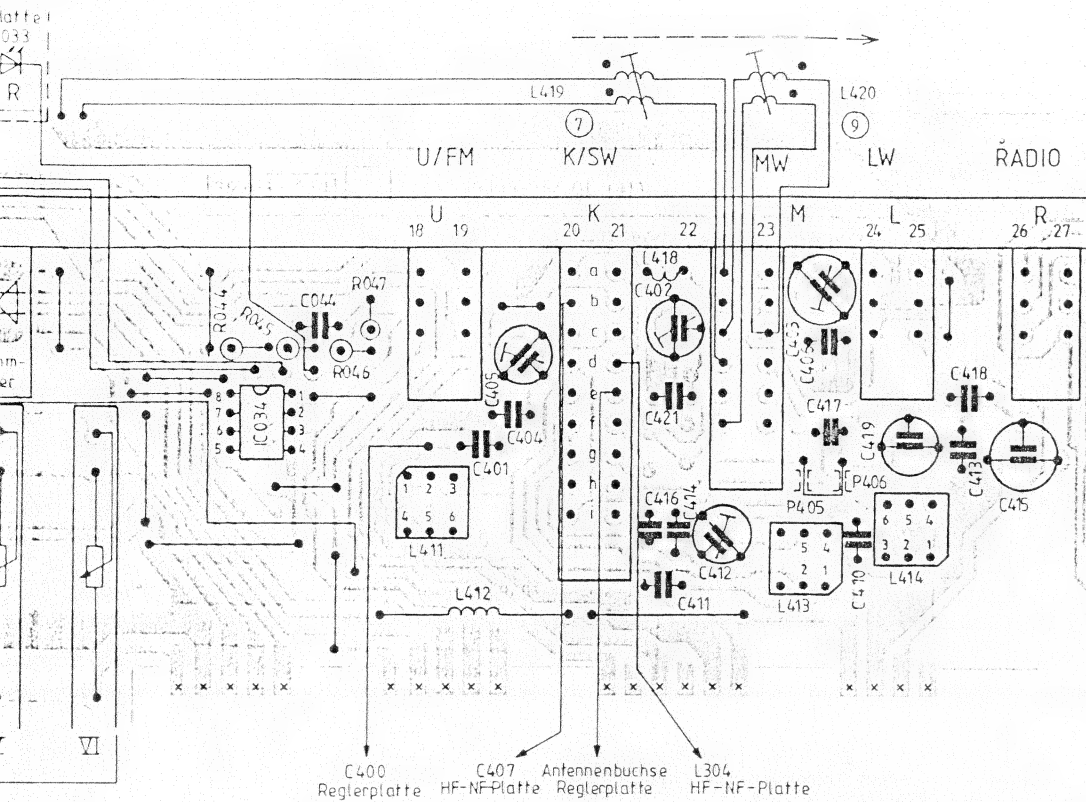 033
R
L419
L420
7
9
U/FM
K/SW
MW
LW
RADIO
U
K
M
L
R
18
19
20
21
22
23
24
25
26
27
a
b
c
d
e
f
g
h
i
L418
C402
R047
C044
R044
R045
R046
C405
C404
C401
C421
C417
C418
C419
C413
C415
8
7
6
5
IC034
1
2
3
4
1 2 3
4 5 6
L411
C416
C414
C412
C411
P405
P406
5 4
2 1
L413
C410
6 5 4
3 2 1
L414
L412
x x x x x
x x x x x
x x x x x x
x x x x
VI
C400
Reglerplatte
C407
HF-NF-Platte
Antennenbuchse
Reglerplatte
L304
HF-NF-Platte